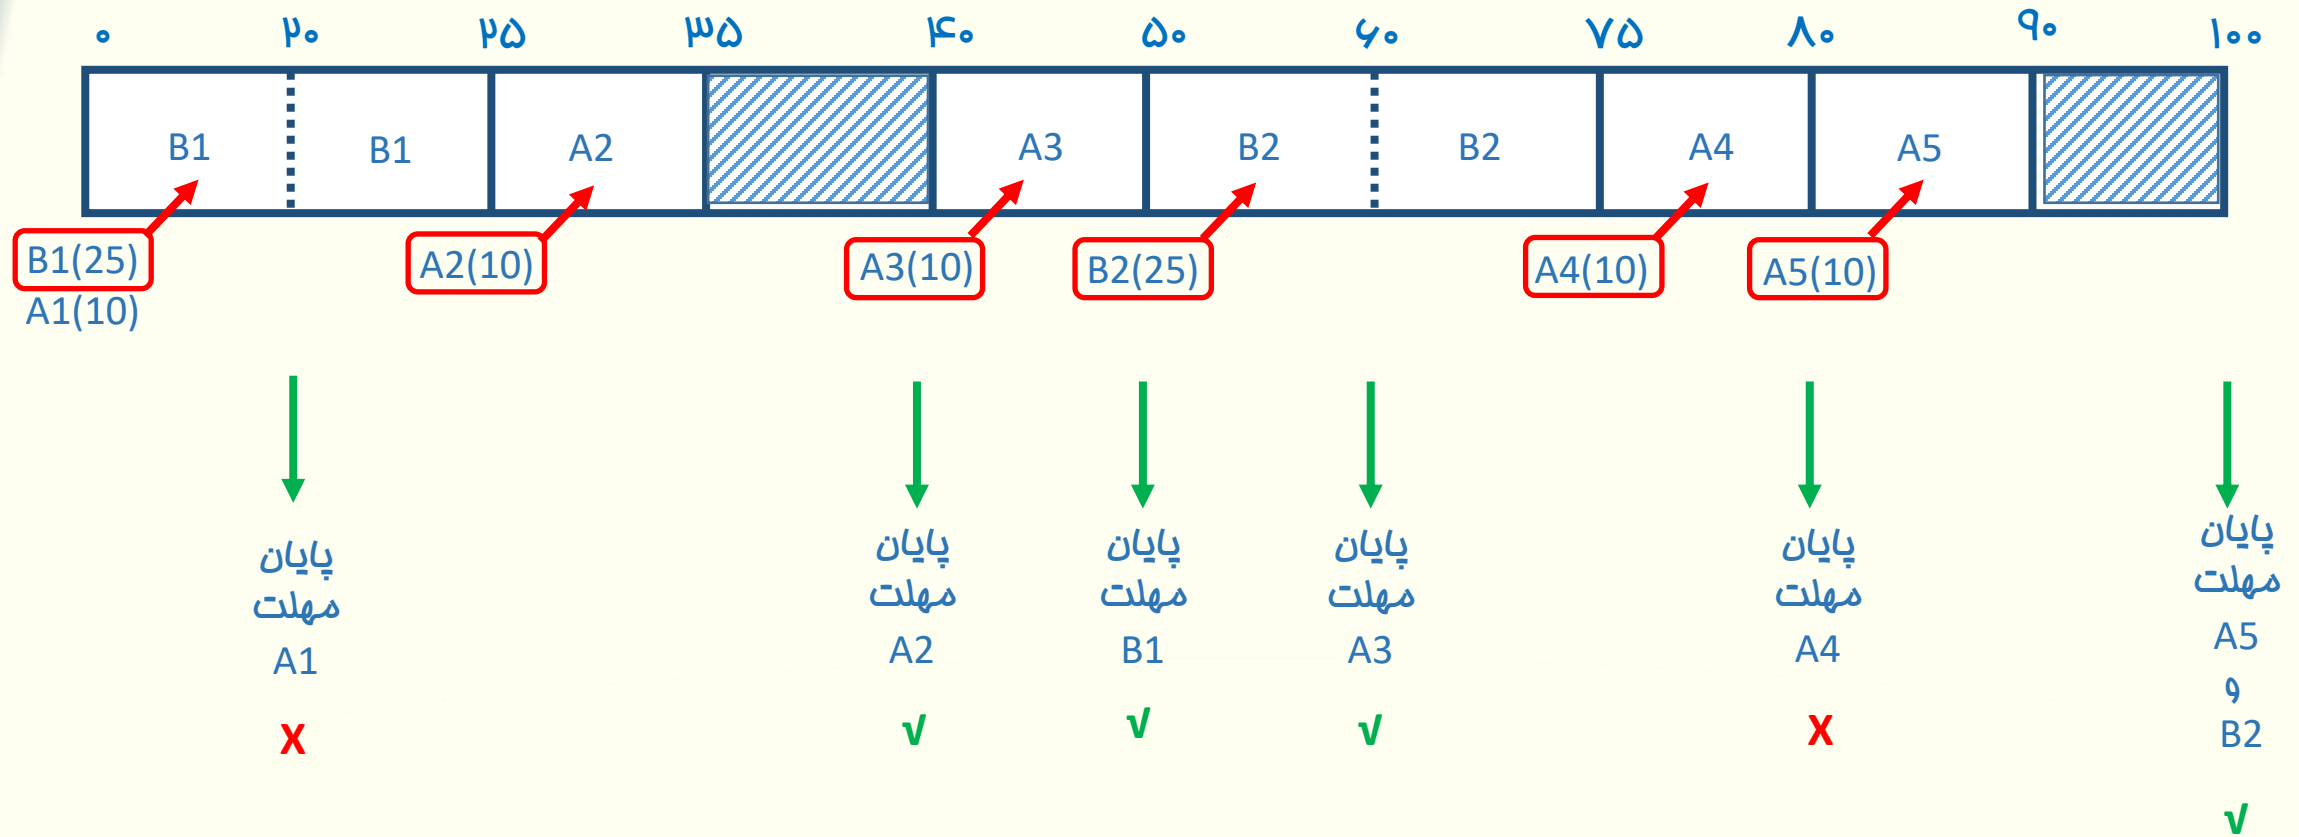 ۰ ۲۰ ۲۵ ۳۵ ۴۰ ۵۰ ۶۰ ۷۵ ۸۰ ۹۰ ۱۰۰
B1 B1 A2 A3 B2 B2 A4 A5
B1(25) A2(10) A3(10) B2(25) A4(10) A5(10)
A1(10)
پایان
مهلت
A1
X
پایان
مهلت
A2
√
پایان
مهلت
B1
√
پایان
مهلت
A3
√
پایان
مهلت
A4
X
پایان
مهلت
A5
و
B2
√